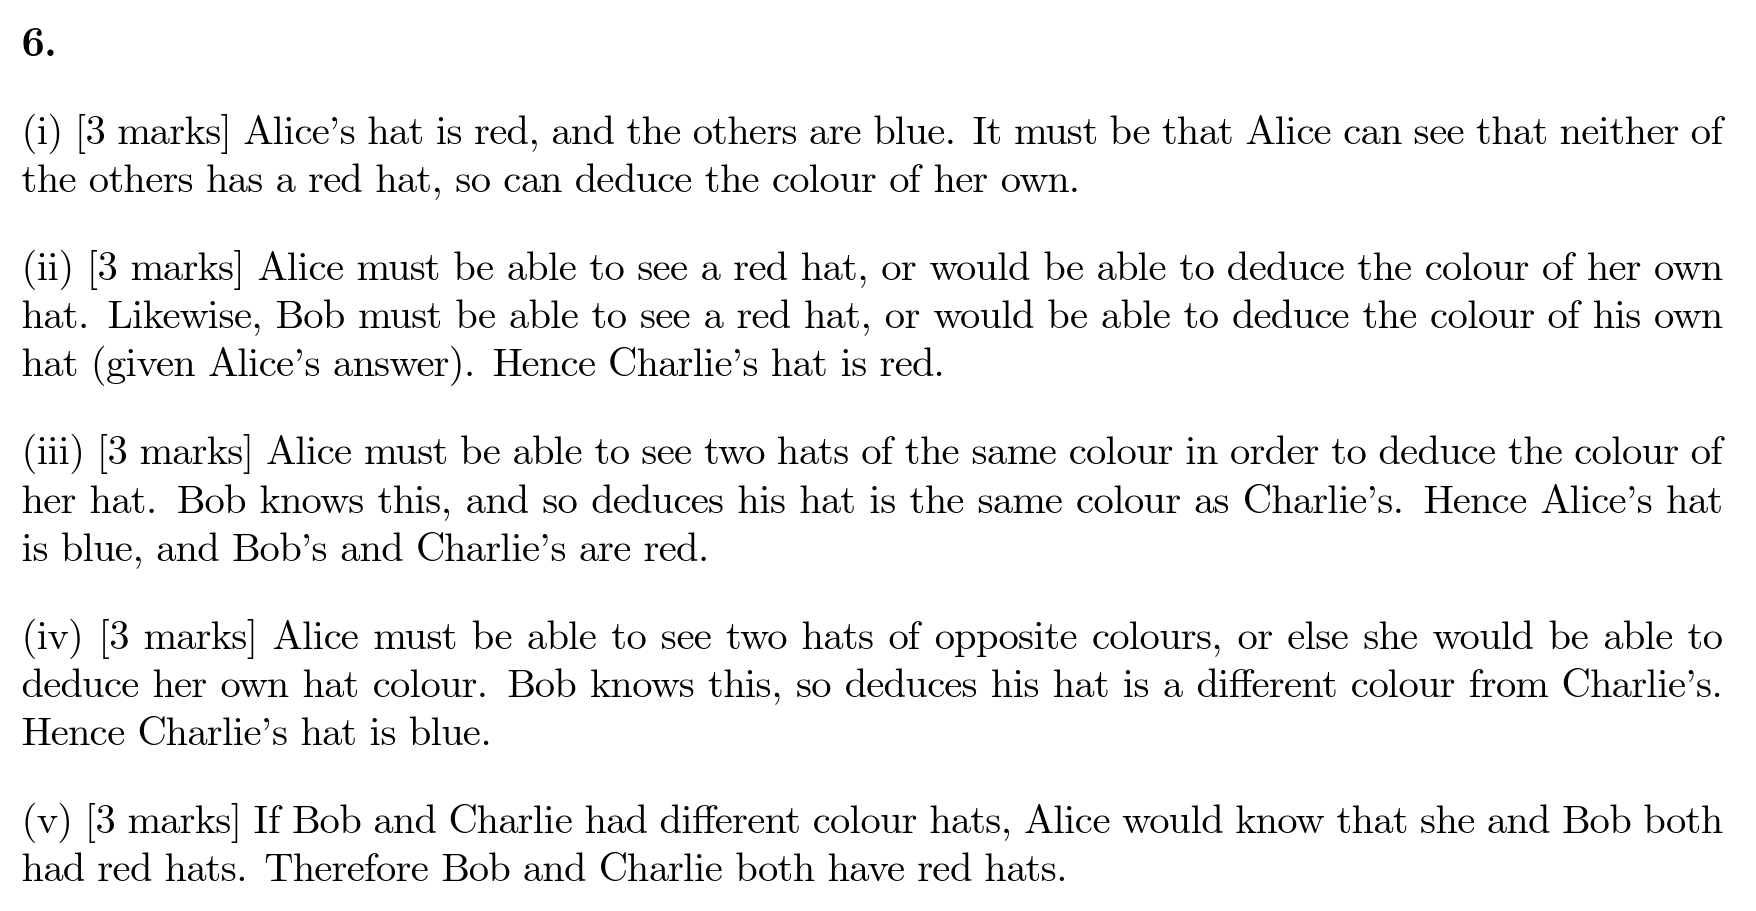 6.
(i) [3 marks] Alice's hat is red, and the others are blue. It must be that Alice can see that neither of
the others has a red hat, so can deduce the colour of her own.
(ii) [3 marks] Alice must be able to see a red hat, or would be able to deduce the colour of her own
hat. Likewise, Bob must be able to see a red hat, or would be able to deduce the colour of his own
hat (given Alice's answer). Hence Charlie's hat is red.
(iii) [3 marks] Alice must be able to see two hats of the same colour in order to deduce the colour of
her hat. Bob knows this, and so deduces his hat is the same colour as Charlie's. Hence Alice's hat
is blue, and Bob's and Charlie's are red.
(iv) [3 marks] Alice must be able to see two hats of opposite colours, or else she would be able to
deduce her own hat colour. Bob knows this, so deduces his hat is a different colour from Charlie's.
Hence Charlie's hat is blue.
(v) [3 marks] If Bob and Charlie had different colour hats, Alice would know that she and Bob both
had red hats. Therefore Bob and Charlie both have red hats.